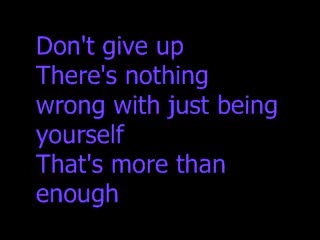 Don't give up
There's nothing
wrong with just being
yourself
That's more than
enough